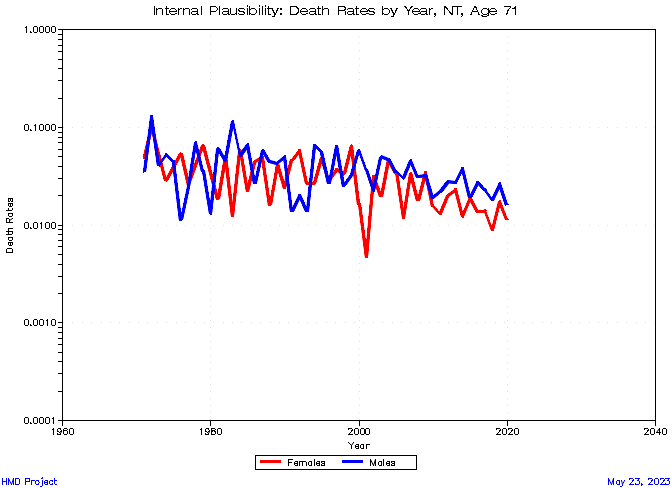 Internal Plausibility: Death Rates by Year, NT, Age 71
1.0000
0.1000
0.0100
0.0010
0.0001
Death Rates
1960
1980
2000
2020
2040
Year
Females
Males
HMD Project
May 23, 2023